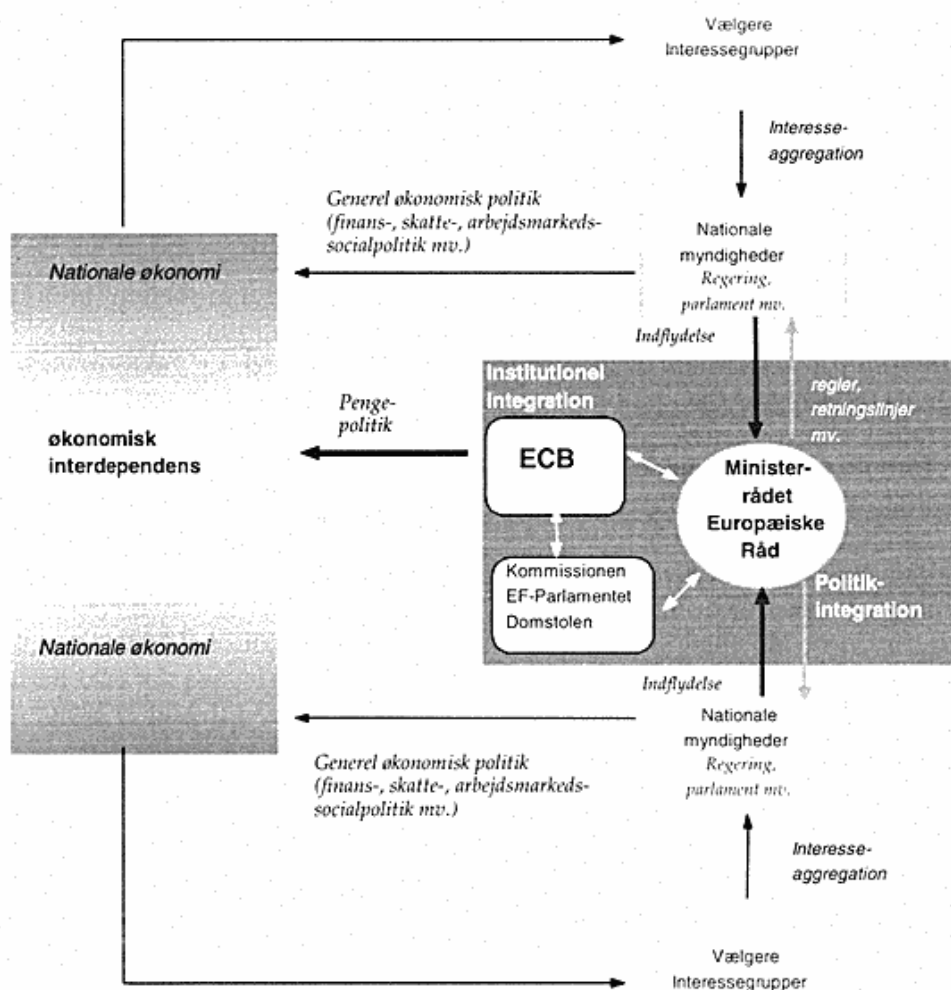 Vælgere
Interessegrupper
Interesse-
aggregation
Generel økonomisk politik
(finans-, skatte-, arbejdsmarkeds-
socialpolitik mv.)
Nationale
myndigheder
Regering,
parlament mv.
Nationale økonomi
Indflydelse
Institutionel
integration
regler,
retningslinjer
mv.
Penge-
politik
økonomisk
interdependens
ECB
Minister-
rådet
Europæiske
Råd
Kommissionen
EF-Parlamentet
Domstolen
Politik-
integration
Nationale økonomi
Indflydelse
Nationale
myndigheder
Regering,
parlament mv.
Generel økonomisk politik
(finans-, skatte-, arbejdsmarkeds-
socialpolitik mv.)
Interesse-
aggregation
Vælgere
Interessegrupper